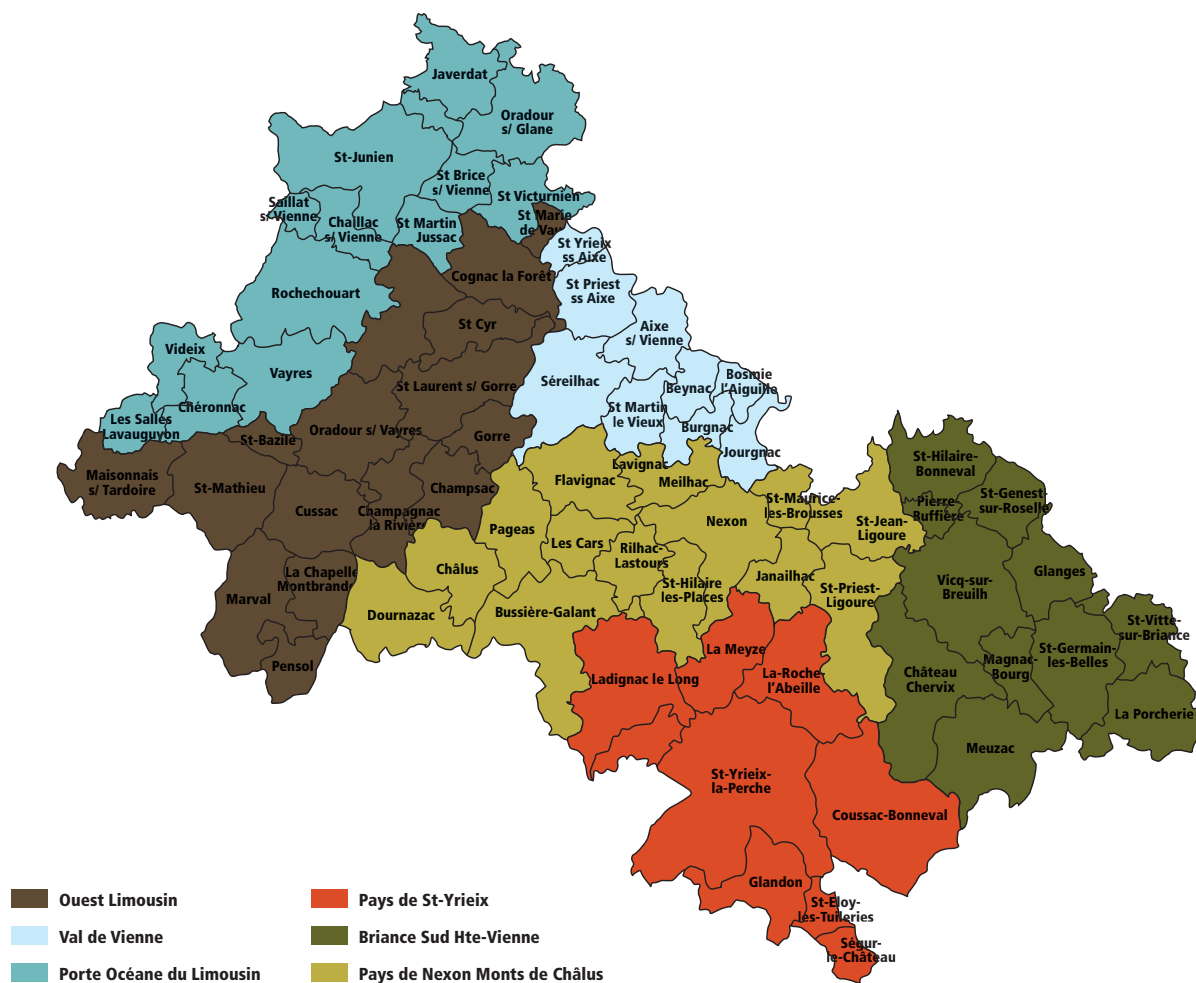 Javerdat
Oradour
s/ Glane
St-Junien
St Brice
s/ Vienne
St Victurnien
Saillat
s/ Vienne
Chaillac
s/ Vienne
St Martin
Jussac
St Marie
de Vau
St Yrieix
ss Aixe
Cognac la Forêt
St Priest
ss Aixe
Rochechouart
St Cyr
Aixe
s/ Vienne
Videix
Vayres
St Laurent s/ Gorre
Séreilhac
Beynac
Bosmie
l'Aiguille
Chéronnac
Les Salles
Lavauguyon
St Martin
le Vieux
Burgnac
St-Bazile
Oradour s/ Vayres
Gorre
Jourgnac
Maisonnais
s/ Tardoire
St-Mathieu
Champsac
Flavignac
Lavignac
Meilhac
St-Hilaire-
Bonneval
Cussac
Champagnac
la Rivière
Pageas
Les Cars
Nexon
St-Maurice-
les-Brousses
St-Jean-
Ligoure
Pierre-
Buffière
St-Genest-
sur-Roselle
Rilhac-
Lastours
Châlus
La Chapelle
Montbrande
St-Hilaire
les-Places
Janailhac
St-Priest-
Ligoure
Vicq-sur-
Breuilh
Glanges
Marval
Dournazac
Bussière-Galant
St-Vitte-
sur-Briance
Pensol
La Meyze
Ladignac le Long
La-Roche-
l'Abeille
Château
Chervix
Magnac-
Bourg
St-Germain-
les-Belles
La Porcherie
Meuzac
St-Yrieix-
la-Perche
Coussac-Bonneval
Glandon
St-Eloy-
les-Tuileries
Ségur-
le-Château
Ouest Limousin
Val de Vienne
Porte Océane du Limousin
Pays de St-Yrieix
Briance Sud Hte-Vienne
Pays de Nexon Monts de Châlus